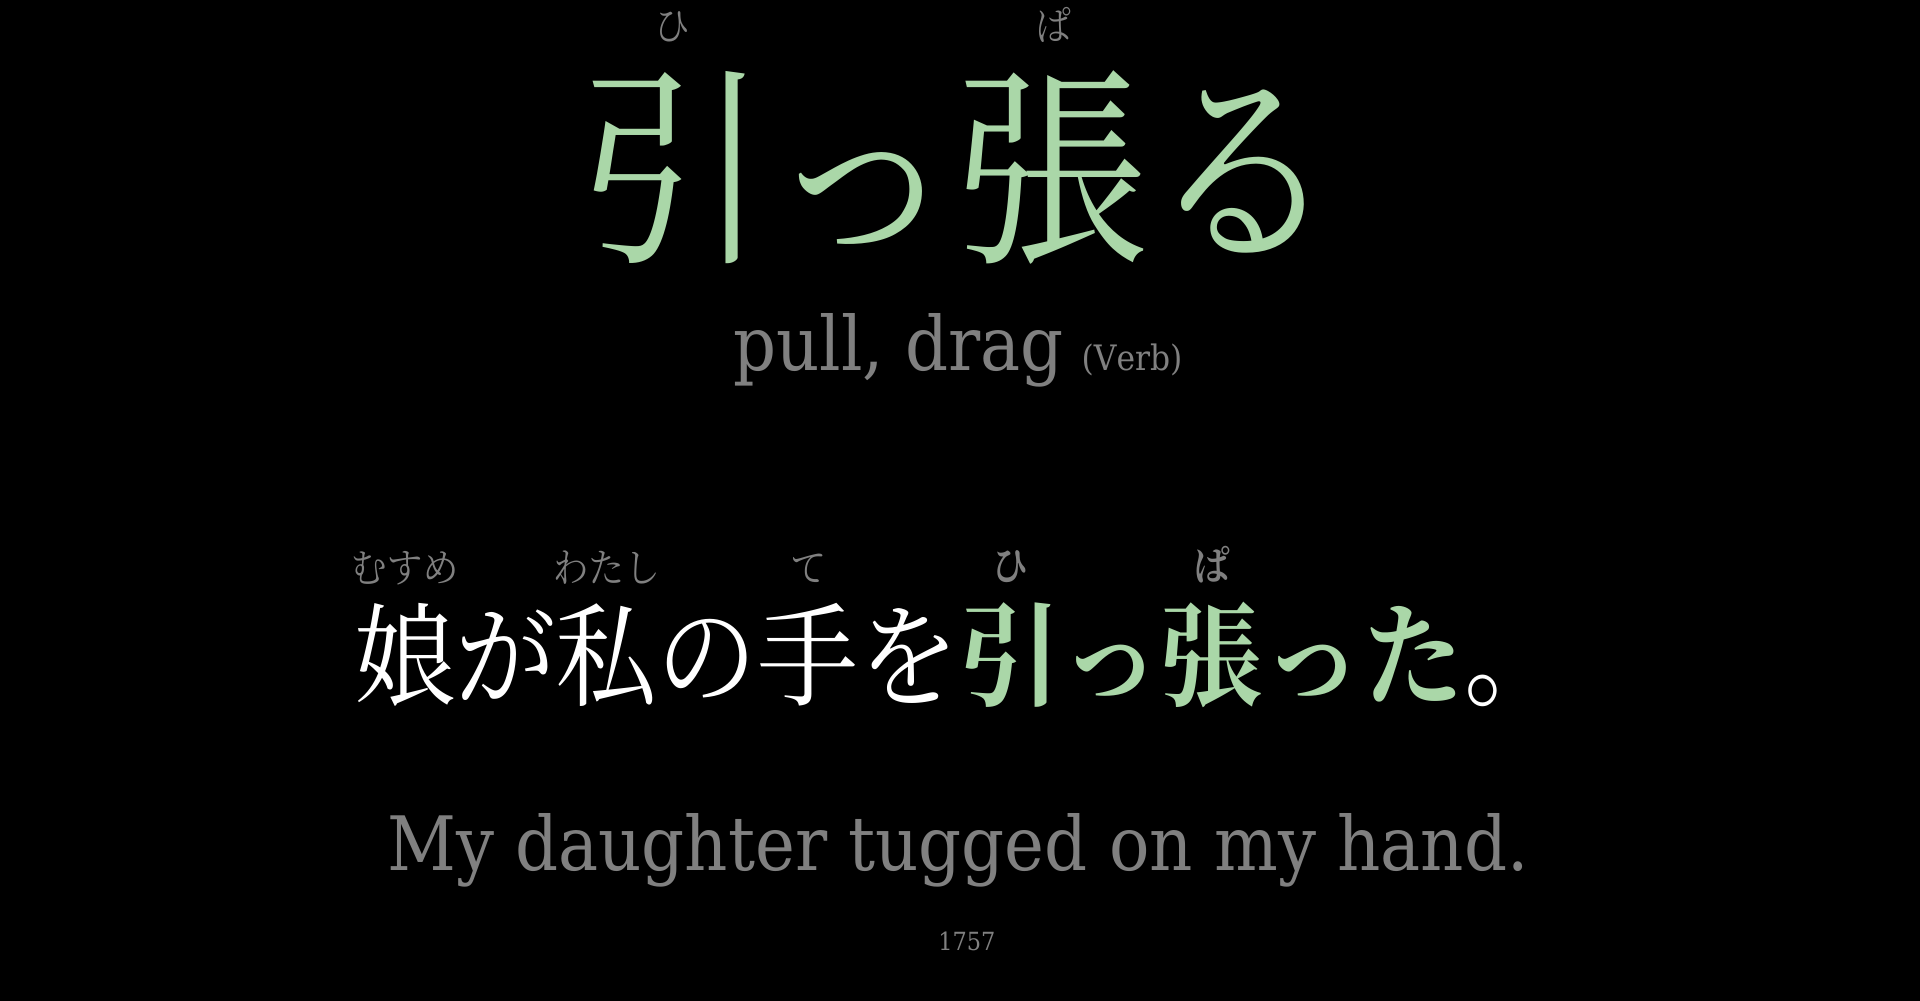 ひ ぱ
引っ張る
pull, drag (Verb)
むすめ わたし て ひ ぱ
娘が私の手を引っ張った。
My daughter tugged on my hand.
1757